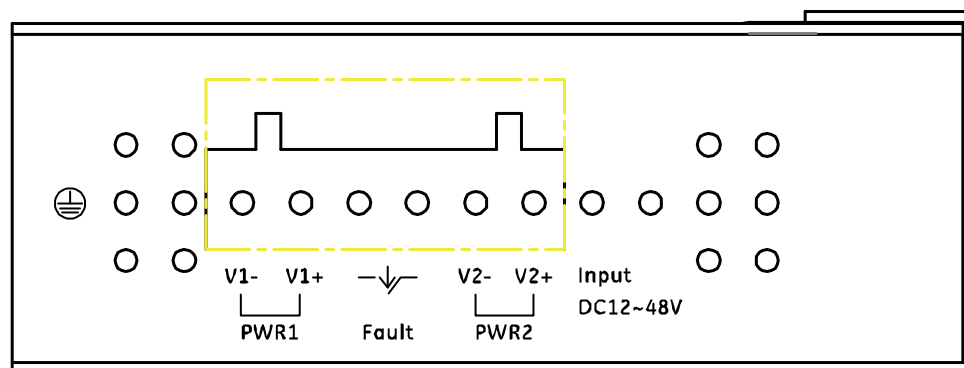 V1- V1+ V2- V2+ Input
DC12~48V
PWR1 Fault PWR2